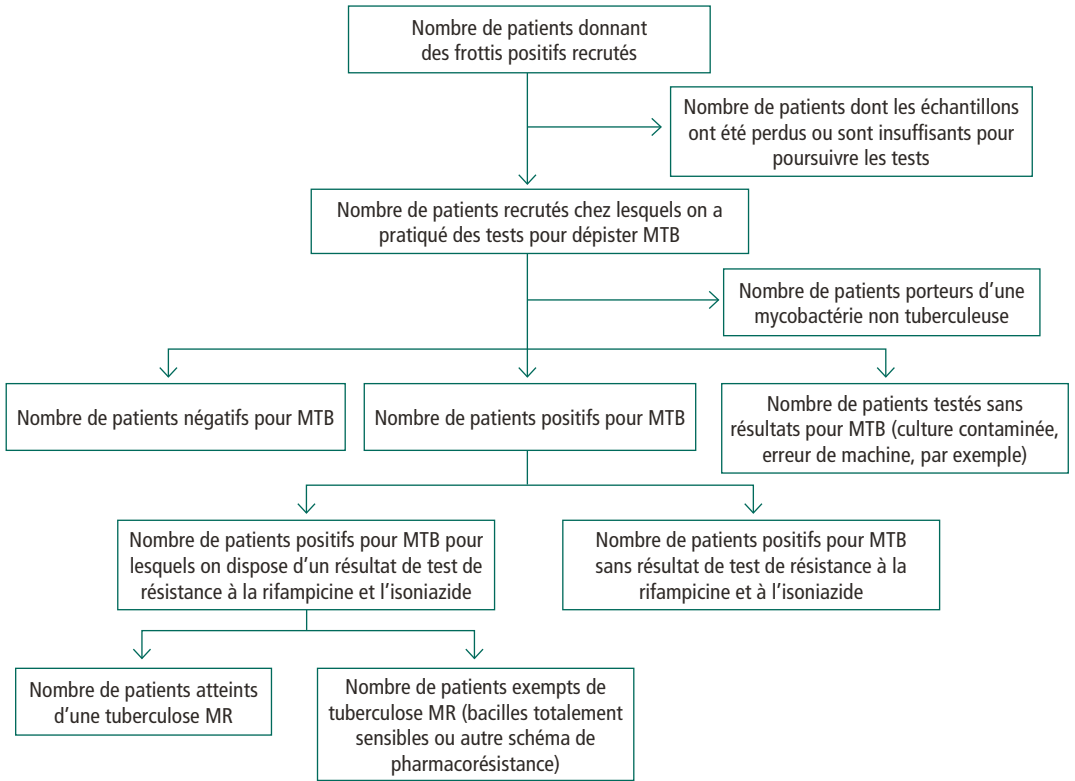 Nombre de patients donnant
des frottis positifs recrutés
Nombre de patients dont les échantillons
ont été perdus ou sont insuffisants pour
poursuivre les tests
Nombre de patients recrutés chez lesquels on a
pratiqué des tests pour dépister MTB
Nombre de patients porteurs d’une
mycobactérie non tuberculeuse
Nombre de patients négatifs pour MTB
Nombre de patients positifs pour MTB
Nombre de patients testés sans
résultats pour MTB (culture contaminée,
erreur de machine, par exemple)
Nombre de patients positifs pour MTB pour
lesquels on dispose d’un résultat de test de
résistance à la rifampicine et l’isoniazide
Nombre de patients positifs pour MTB
sans résultat de test de résistance à la
rifampicine et à l’isoniazide
Nombre de patients atteints
d’une tuberculose MR
Nombre de patients exempts de
tuberculose MR (bacilles totalement
sensibles ou autre schéma de
pharmacorésistance)